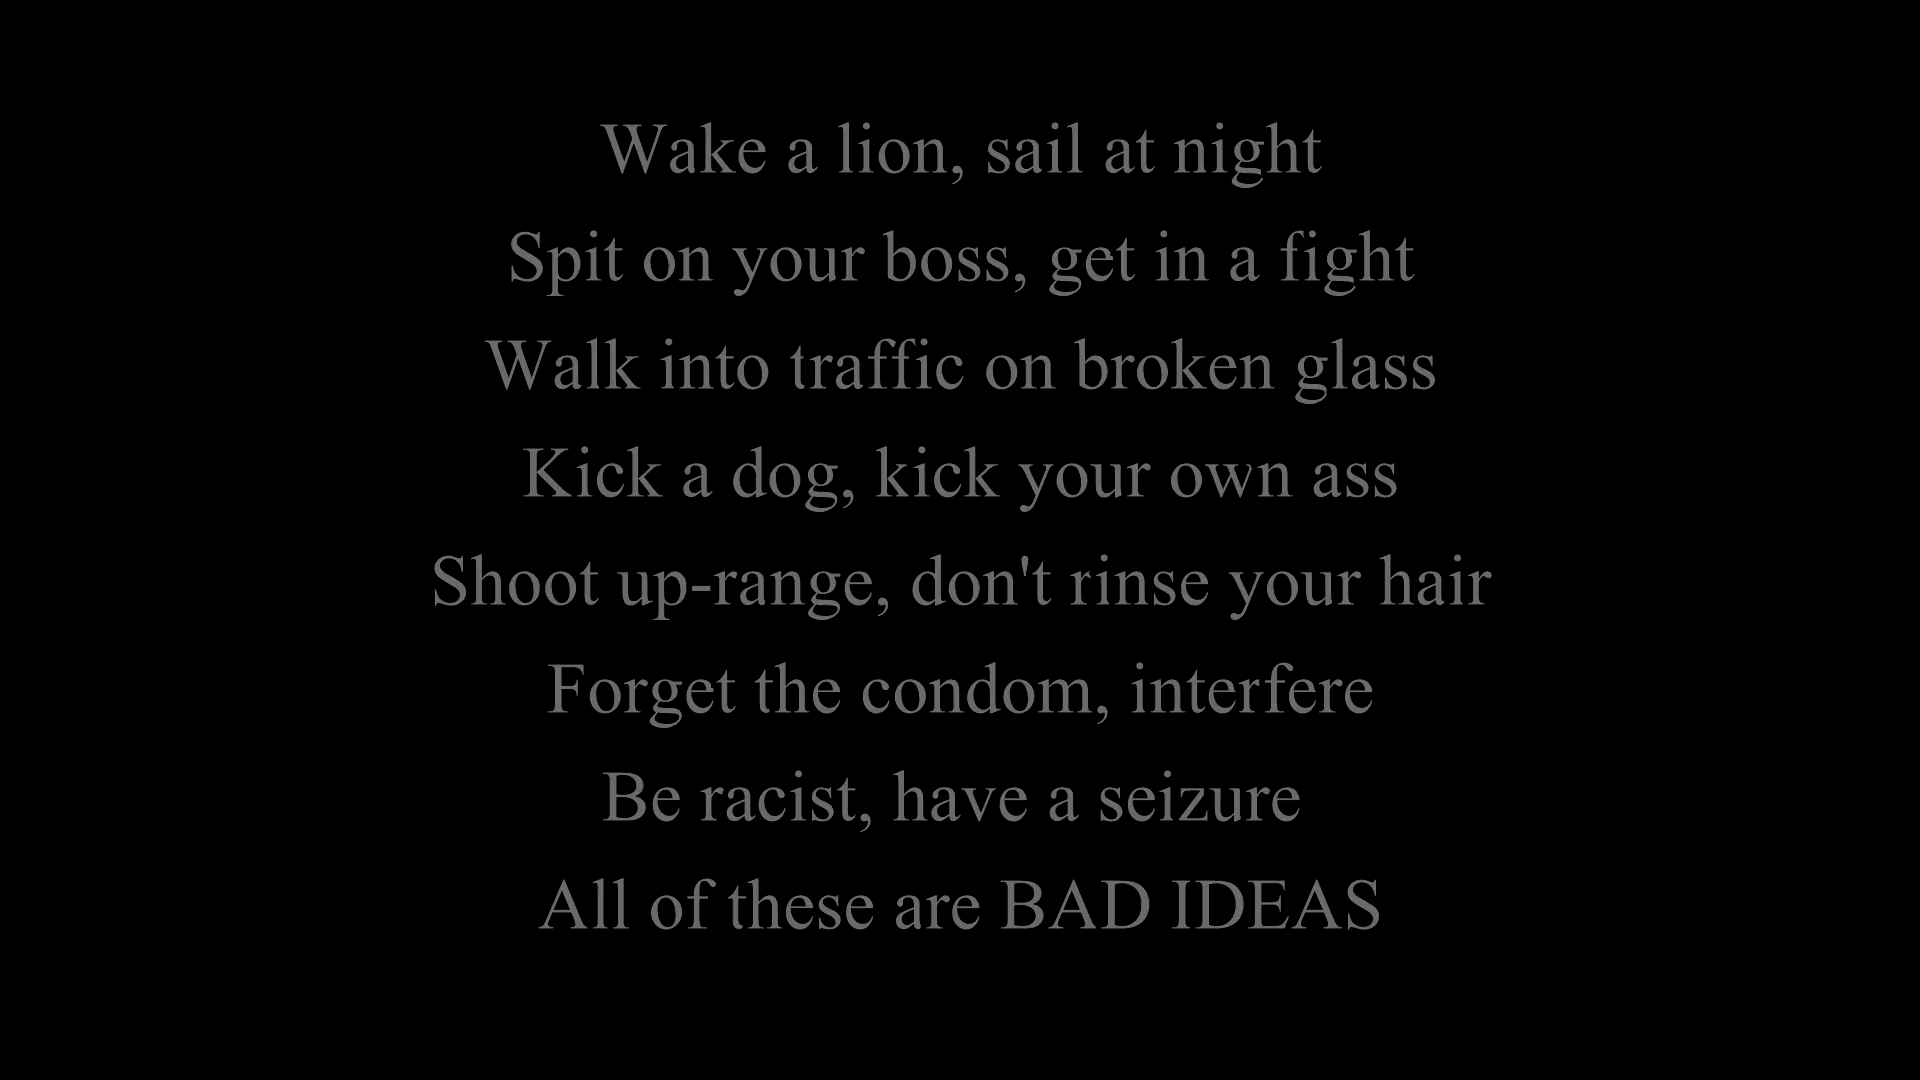 Wake a lion, sail at night
Spit on your boss, get in a fight
Walk into traffic on broken glass
Kick a dog, kick your own ass
Shoot up-range, don't rinse your hair
Forget the condom, interfere
Be racist, have a seizure
All of these are BAD IDEAS